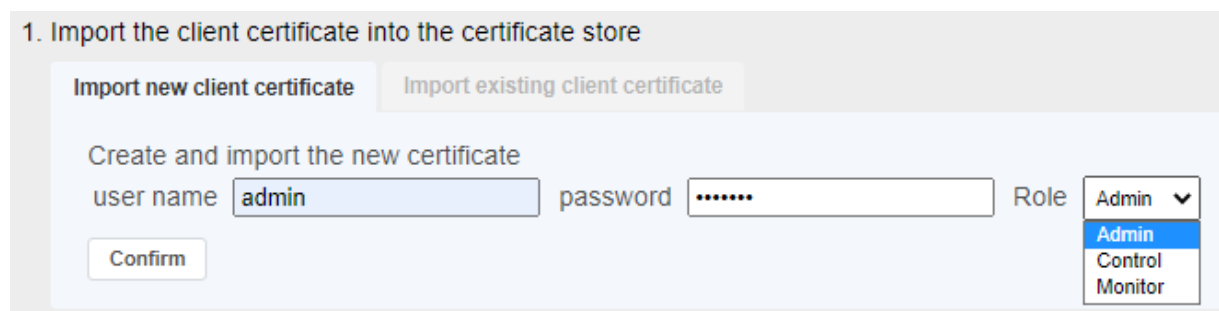 1. Import the client certificate into the certificate store
Import new client certificate Import existing client certificate
Create and import the new certificate
user name admin password ••••••• Role Admin
Admin
Control
Monitor
Confirm